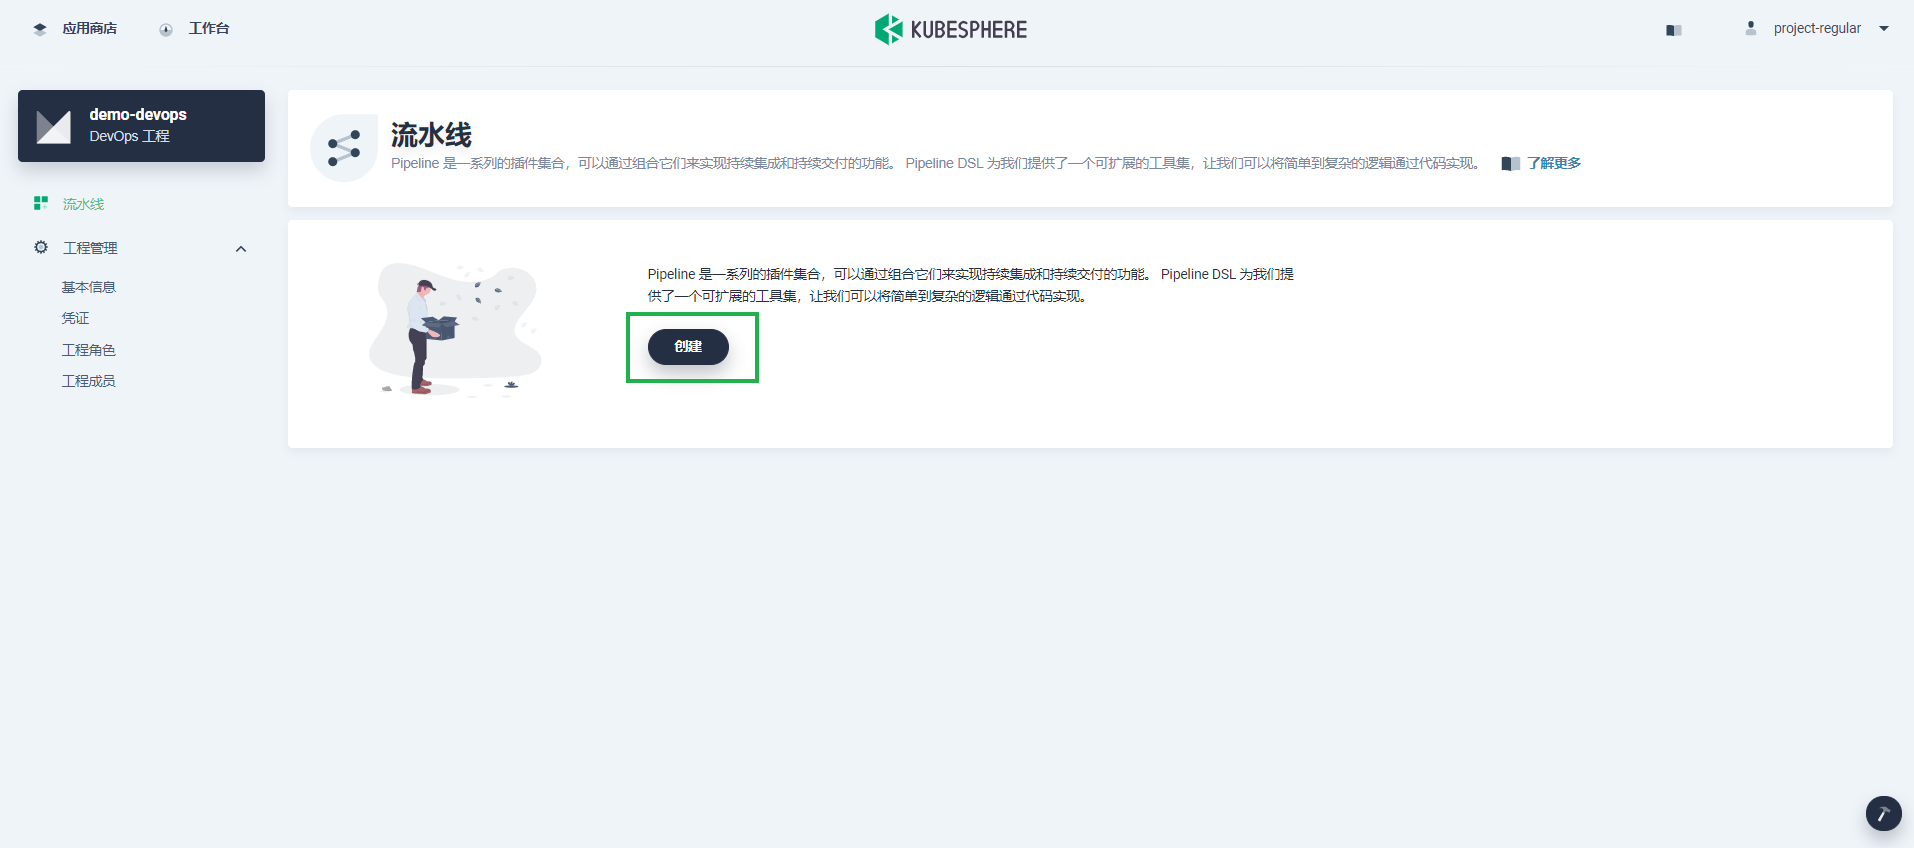 应用商店
工作台
KUBESPHERE
project-regular
demo-devops
DevOps 工程
流水线
工程管理
基本信息
凭证
工程角色
工程成员
流水线
Pipeline 是一系列的插件集合，可以通过组合它们来实现持续集成和持续交付的功能。 Pipeline DSL 为我们提供了一个可扩展的工具集，让我们可以将简单到复杂的逻辑通过代码实现。 了解更多
Pipeline 是一系列的插件集合，可以通过组合它们来实现持续集成和持续交付的功能。 Pipeline DSL 为我们提
供了一个可扩展的工具集，让我们可以将简单到复杂的逻辑通过代码实现。
创建